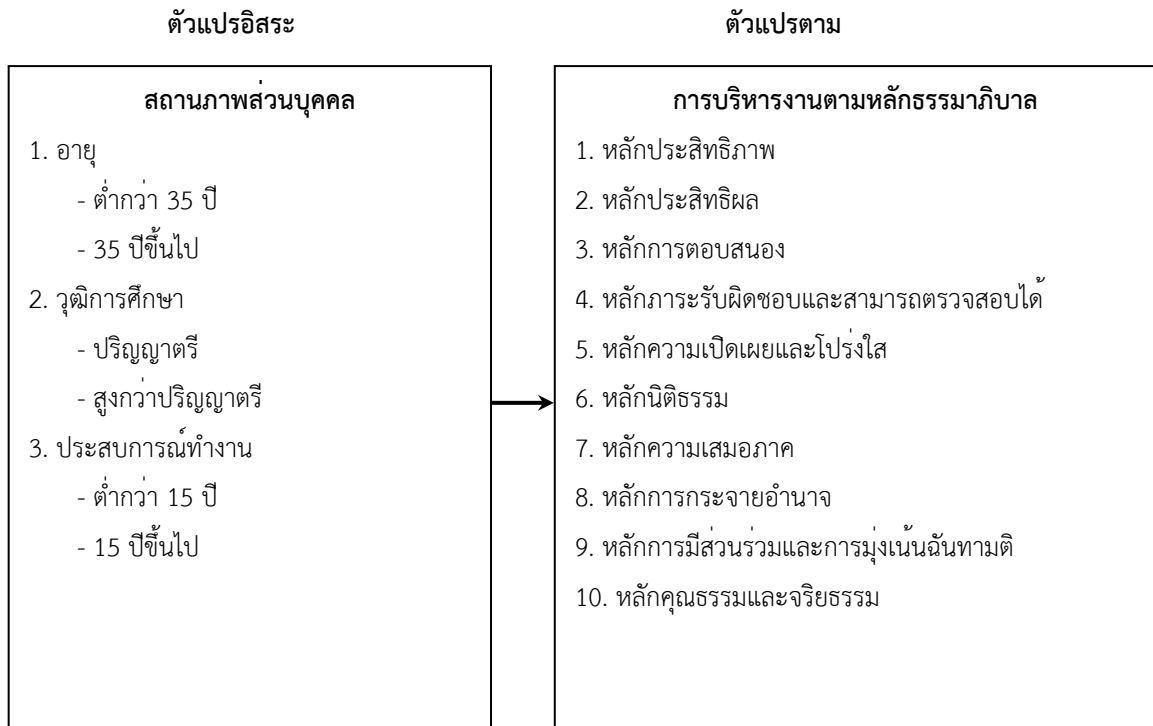 ตัวแปรอิสระ
ตัวแปรตาม
สถานภาพส่วนบุคคล
1. อายุ
- ต่ำกว่า 35 ปี
- 35 ปีขึ้นไป
2. วุฒิการศึกษา
- ปริญญาตรี
- สูงกว่าปริญญาตรี
3. ประสบการณ์ทำงาน
- ต่ำกว่า 15 ปี
- 15 ปีขึ้นไป
การบริหารงานตามหลักธรรมาภิบาล
1. หลักประสิทธิภาพ
2. หลักประสิทธิผล
3. หลักการตอบสนอง
4. หลักภาระรับผิดชอบและสามารถตรวจสอบได้
5. หลักความเปิดเผยและโปร่งใส
6. หลักนิติธรรม
7. หลักความเสมอภาค
8. หลักการกระจายอำนาจ
9. หลักการมีส่วนร่วมและการมุ่งเน้นฉันทามติ
10. หลักคุณธรรมและจริยธรรม